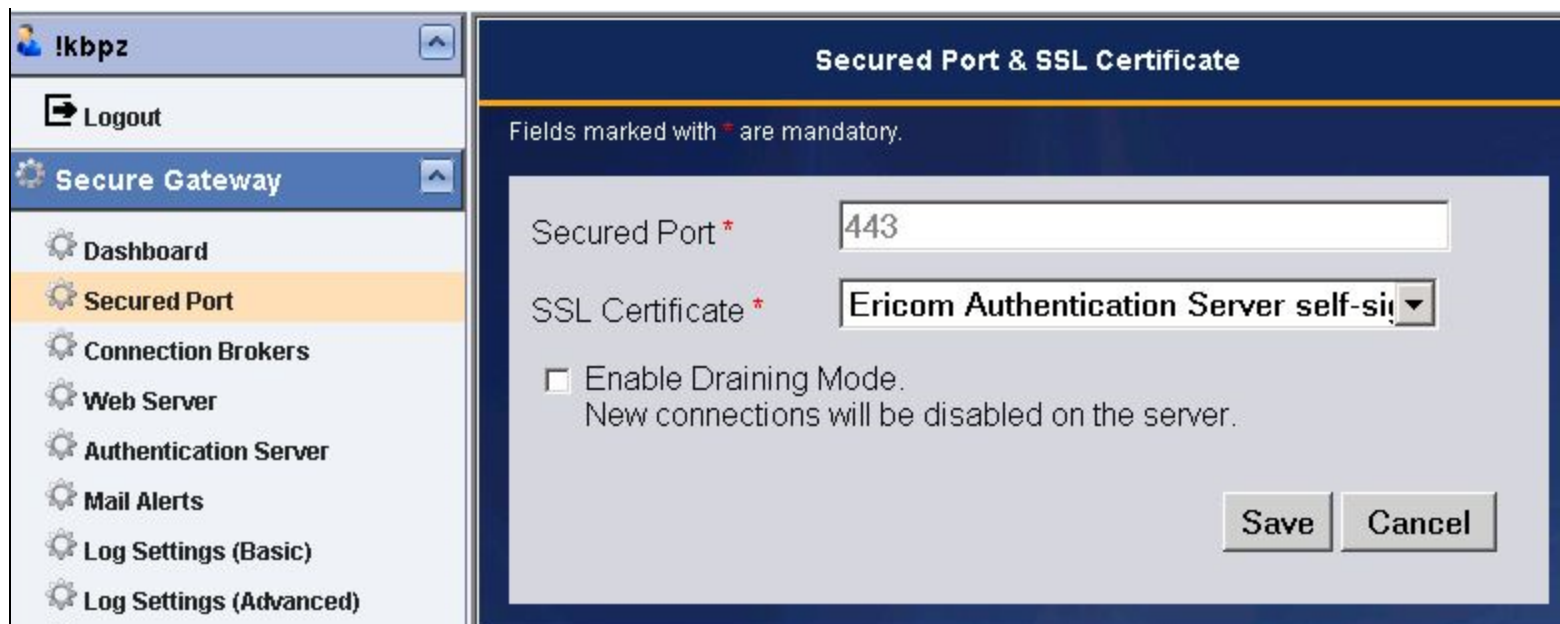 !kbpz
Logout
Secure Gateway
Dashboard
Secured Port
Connection Brokers
Web Server
Authentication Server
Mail Alerts
Log Settings (Basic)
Log Settings (Advanced)
Secured Port & SSL Certificate
Fields marked with * are mandatory.
Secured Port *
443
SSL Certificate *
Ericom Authentication Server self-si
Enable Draining Mode.
New connections will be disabled on the server.
Save Cancel